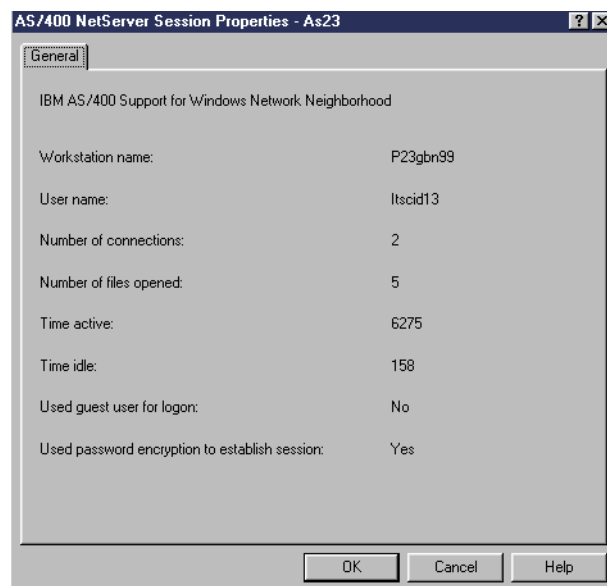 AS/400 NetServer Session Properties - As23
General
IBM AS/400 Support for Windows Network Neighborhood
Workstation name: P23gbn99
User name: Itscid13
Number of connections: 2
Number of files opened: 5
Time active: 6275
Time idle: 158
Used guest user for logon: No
Used password encryption to establish session: Yes
OK Cancel Help